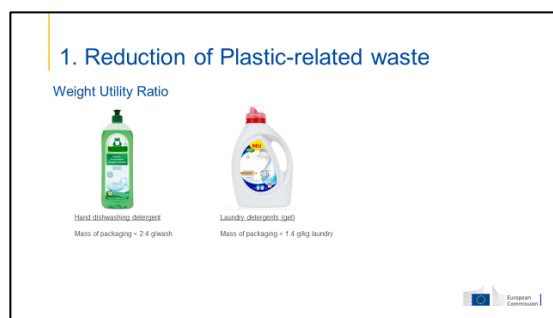 1. Reduction of Plastic-related waste
Weight Utility Ratio
Hand dishwashing detergent
Laundry detergents (gel)
Mass of packaging < 2.4 g/wash
Mass of packaging < 1.4 g/kg laundry
European
Commission